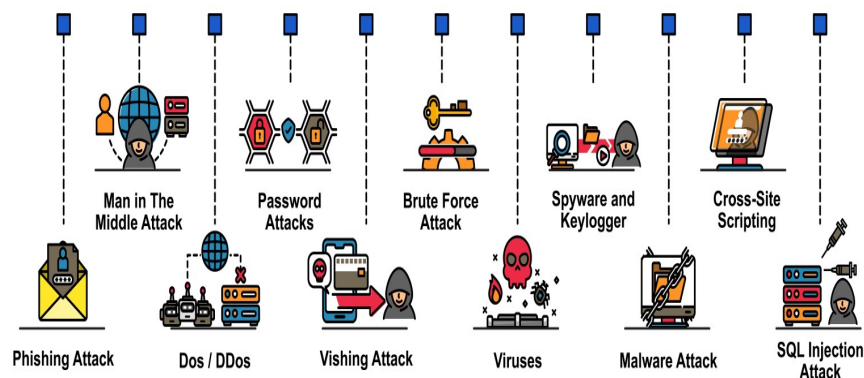 Man in The
Middle Attack
Password
Attacks
Brute Force
Attack
Spyware and
Keylogger
Cross-Site
Scripting
Phishing Attack
Dos / DDos
Vishing Attack
Viruses
Malware Attack
SQL Injection
Attack